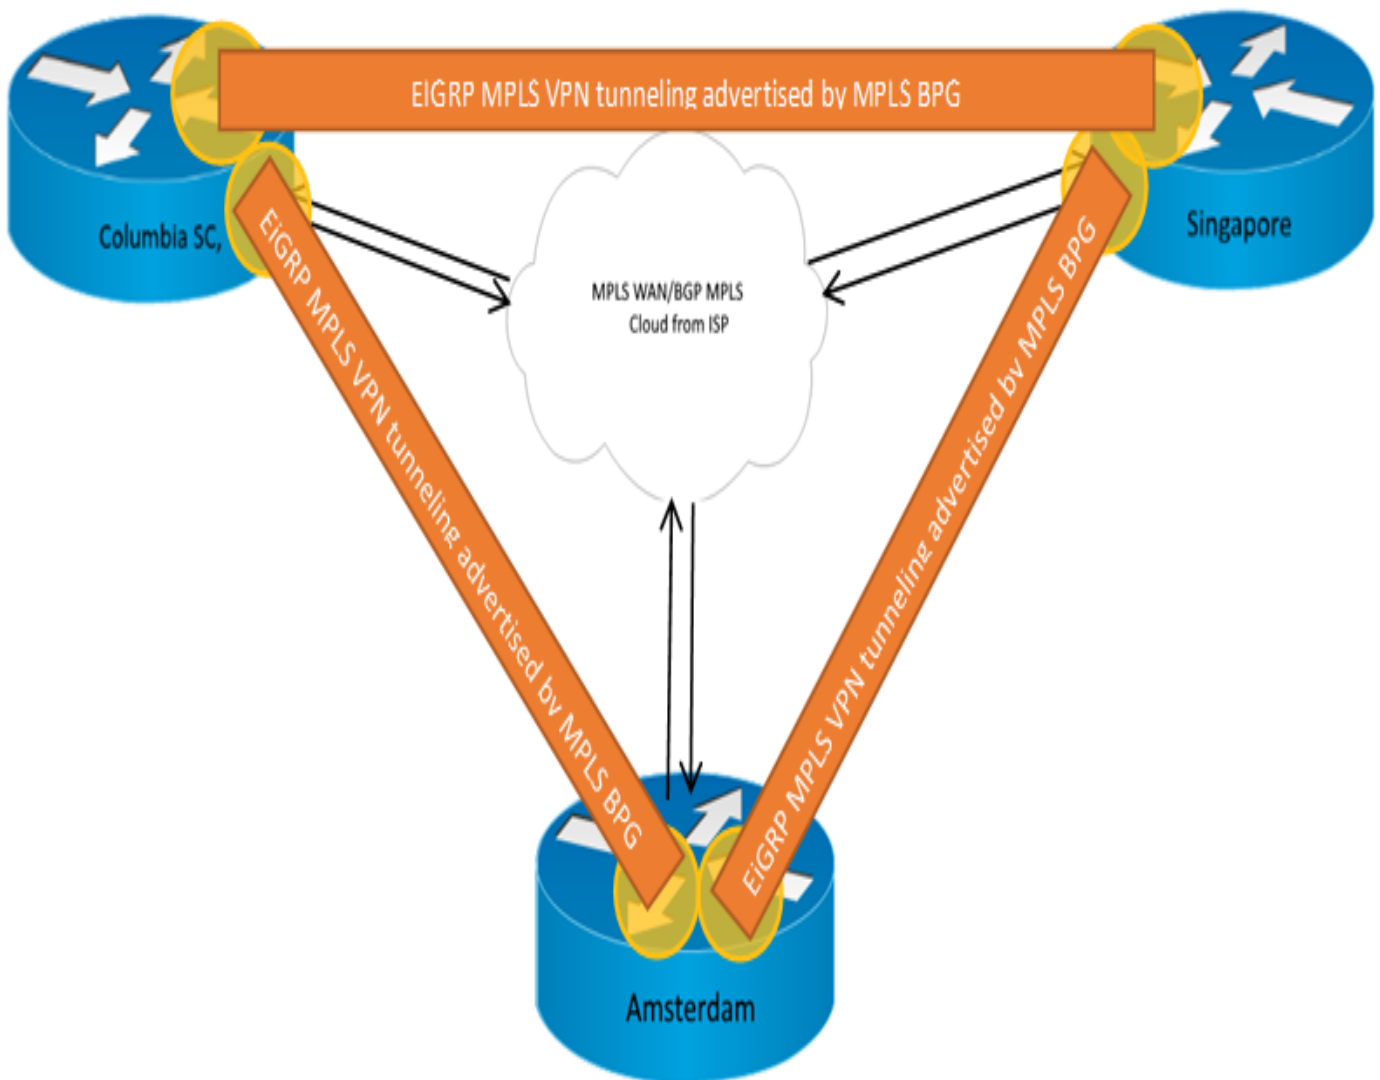 EIGRP MPLS VPN tunneling advertised by MPLS BPG
Columbia SC,
Singapore
MPLS WAN/BGP MPLS
Cloud from ISP
EiGRP MPLS VPN tunneling advertised by MPLS BPG
EiGRP MPLS VPN tunneling advertised by MPLS BPG
Amsterdam